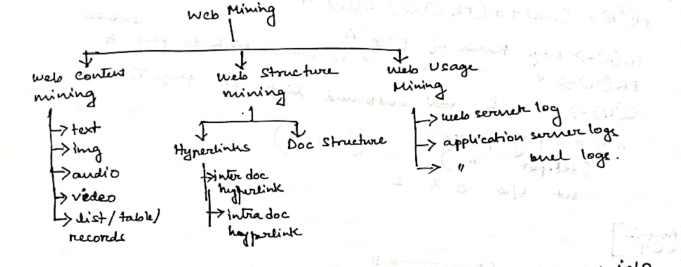 Web Mining
Web Content
mining
text
img
audio
video
list/table/
records
Web Structure
mining
Hyperlinks
inter doc
hyperlink
intra doc
hyperlink
Doc Structure
Web Usage
Mining
web server log
application server logs
" level logs.